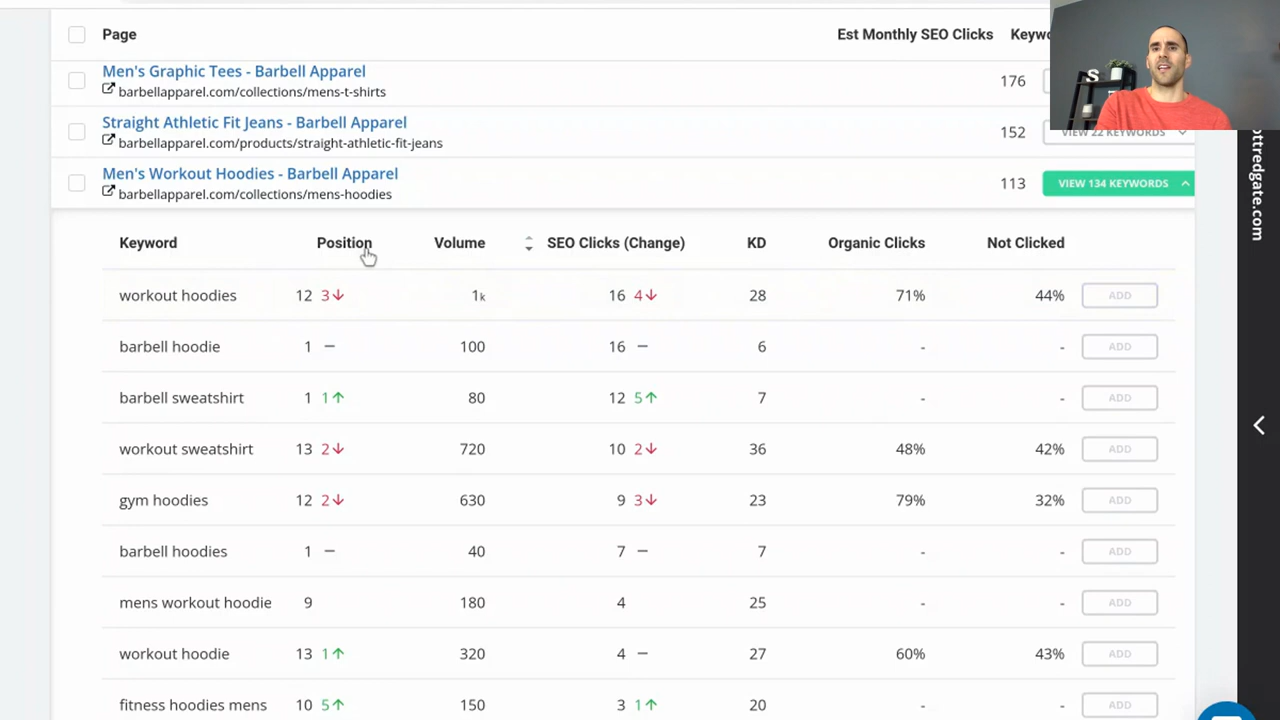 Page Est Monthly SEO Clicks
Men's Graphic Tees - Barbell Apparel
barbellapparel.com/collections/mens-t-shirts
176
Straight Athletic Fit Jeans - Barbell Apparel
barbellapparel.com/products/straight-athletic-fit-jeans
152 VIEW 22 KEYWORDS
Men's Workout Hoodies - Barbell Apparel
barbellapparel.com/collections/mens-hoodies
113 VIEW 134 KEYWORDS
Keyword Position Volume SEO Clicks (Change) KD Organic Clicks Not Clicked
workout hoodies 12 3↓ 1k 16 4↓ 28 71% 44% ADD
barbell hoodie 1 – 100 16 – 6 - - ADD
barbell sweatshirt 1 1↑ 80 12 5↑ 7 - - ADD
workout sweatshirt 13 2↓ 720 10 2↓ 36 48% 42% ADD
gym hoodies 12 2↓ 630 9 3↓ 23 79% 32% ADD
barbell hoodies 1 – 40 7 – 7 - - ADD
mens workout hoodie 9 180 4 25 - - ADD
workout hoodie 13 1↑ 320 4 – 27 60% 43% ADD
fitness hoodies mens 10 5↑ 150 3 1↑ 20 - - ADD
S